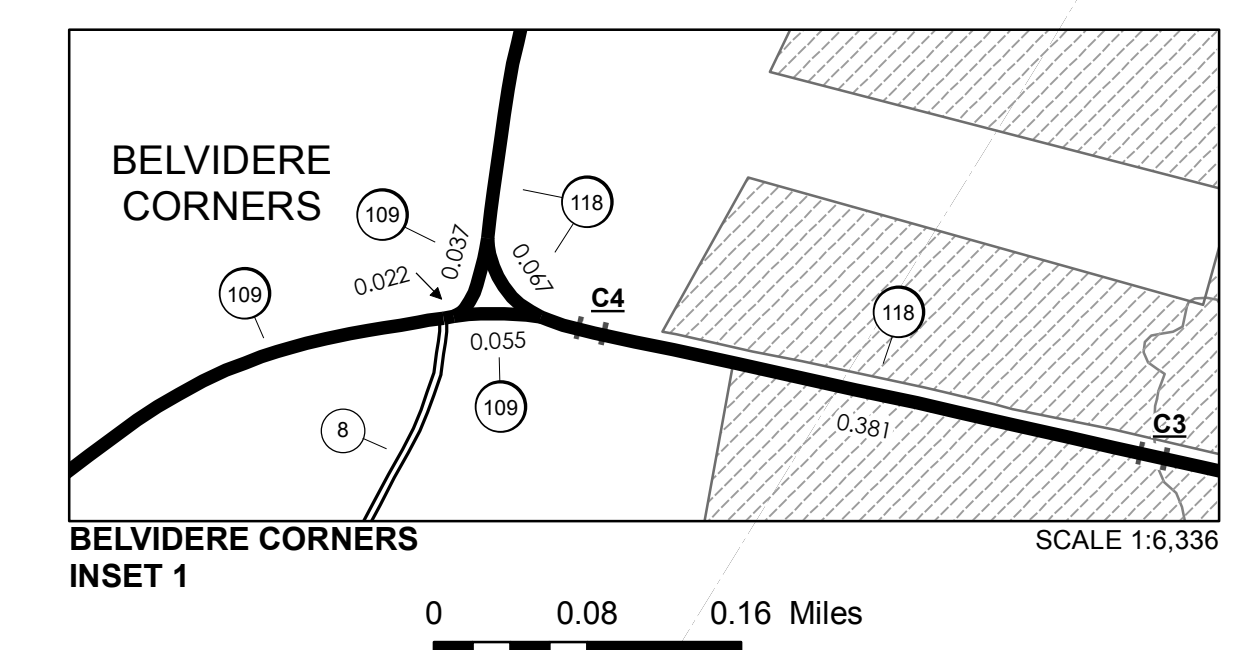 BELVIDERE
CORNERS
109
118
0.037
0.067
0.022
109
C4
118
0.055
109
8
0.381
C3
BELVIDERE CORNERS
INSET 1
SCALE 1:6,336
0 0.08 0.16 Miles